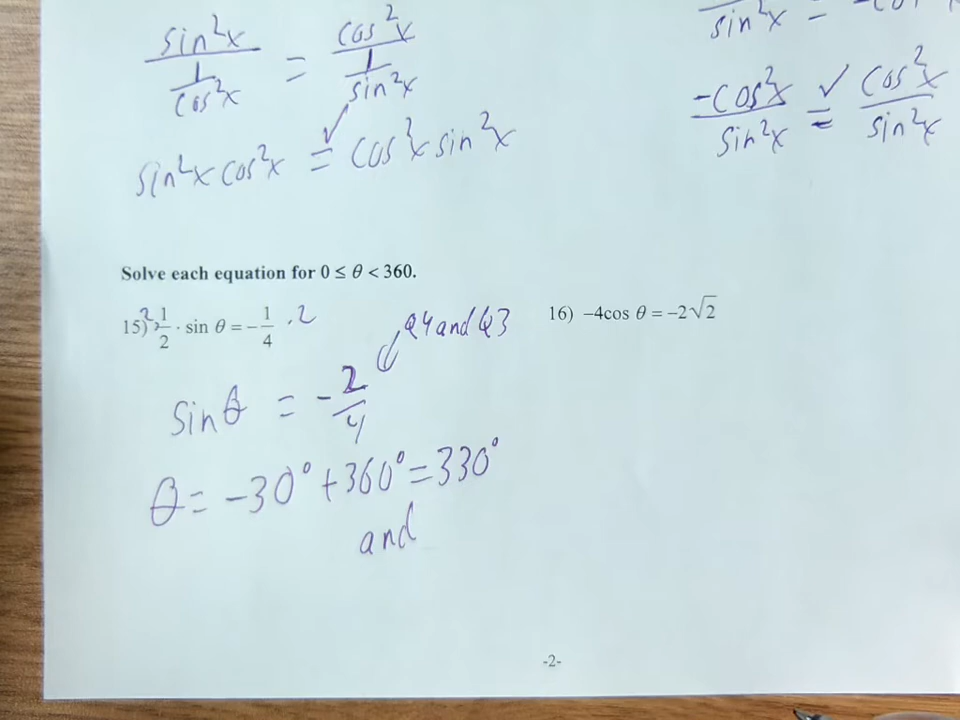 sin²x / (1/cos²x) = cos²x / (1/sin²x)
sin²x cos²x = cos²x sin²x
sin²x
-cos²x / sin²x = cos²x / sin²x
Solve each equation for 0 ≤ θ < 360.
15) 2· 1/2 · sin θ = - 1/4 .2
Q4 and Q3
sin θ = - 2/4
θ = -30° + 360° = 330°
and
16) -4cos θ = -2√2
-2-